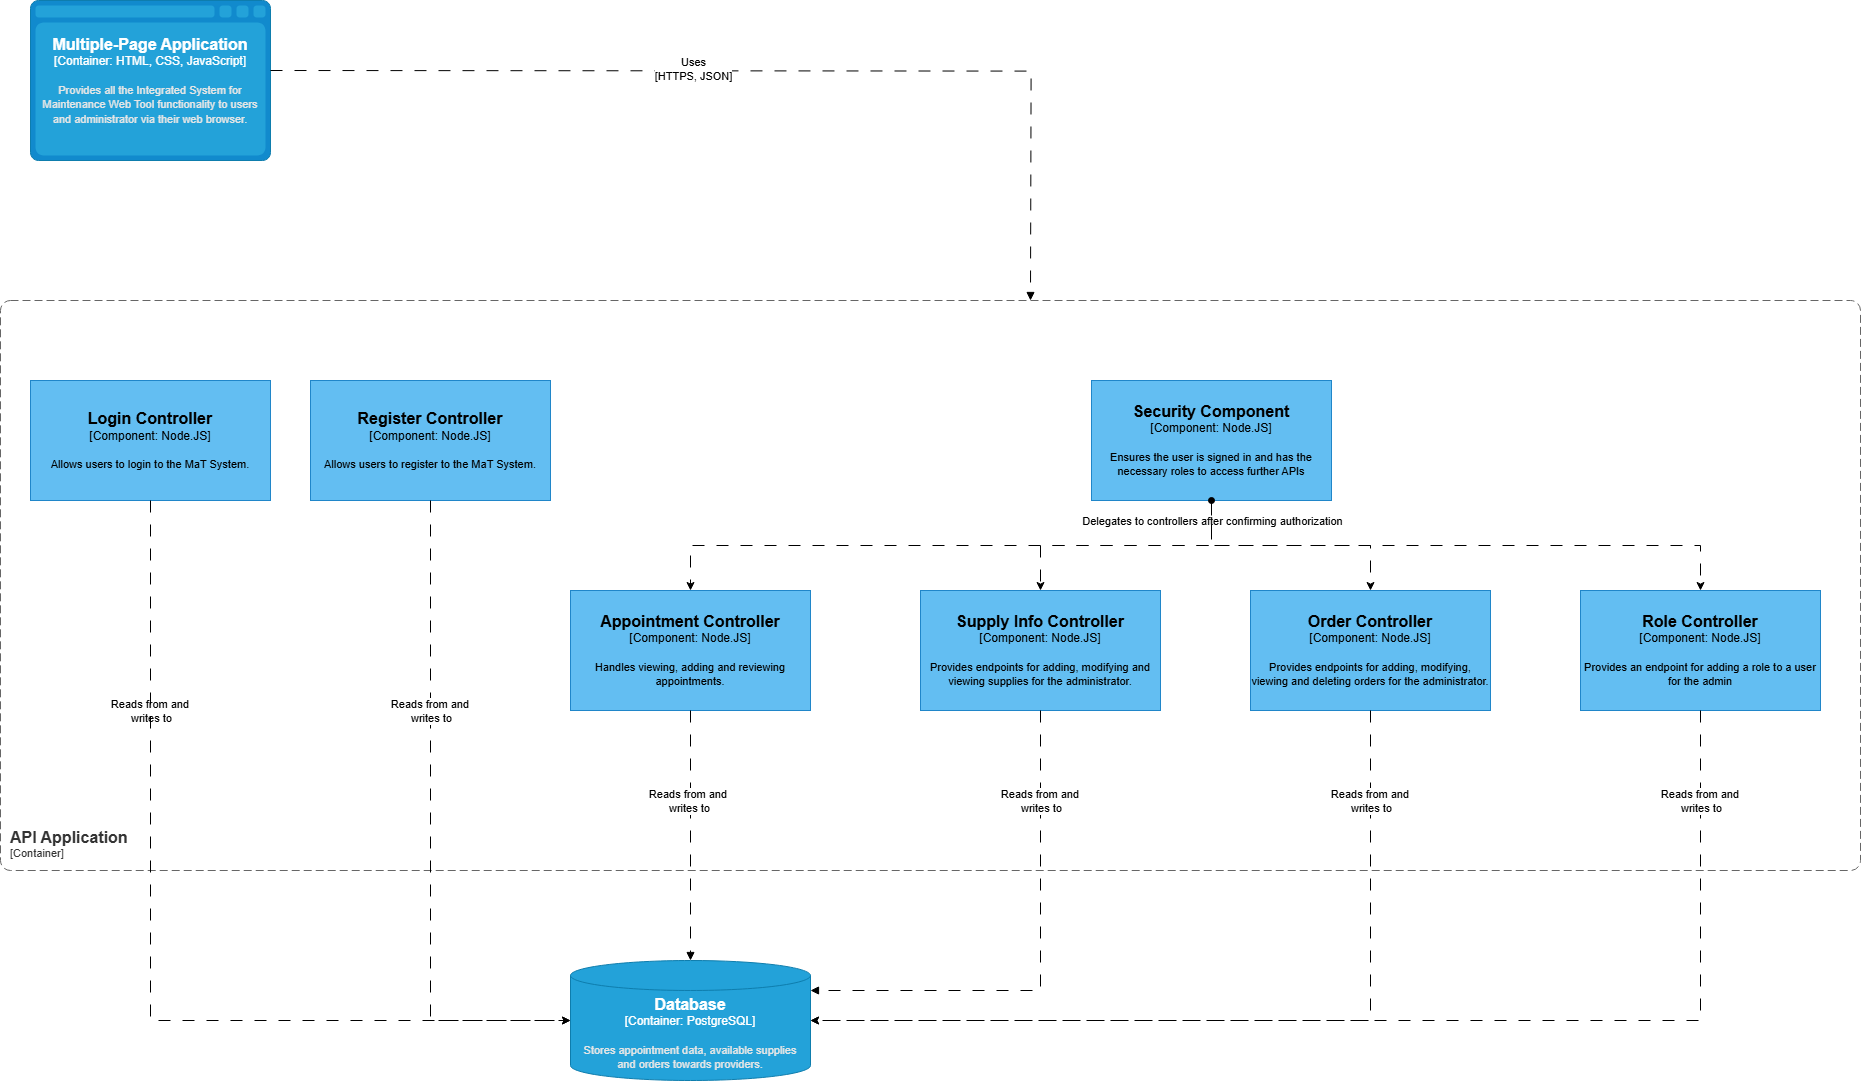 Multiple-Page Application
[Container: HTML, CSS, JavaScript]
Provides all the Integrated System for
Maintenance Web Tool functionality to users
and administrator via their web browser.
Uses
[HTTPS, JSON]
Login Controller
[Component: Node.JS]
Allows users to login to the MaT System.
Register Controller
[Component: Node.JS]
Allows users to register to the MaT System.
Security Component
[Component: Node.JS]
Ensures the user is signed in and has the
necessary roles to access further APIs
Delegates to controllers after confirming authorization
Appointment Controller
[Component: Node.JS]
Handles viewing, adding and reviewing
appointments.
Supply Info Controller
[Component: Node.JS]
Provides endpoints for adding, modifying and
viewing supplies for the administrator.
Order Controller
[Component: Node.JS]
Provides endpoints for adding, modifying,
viewing and deleting orders for the administrator.
Role Controller
[Component: Node.JS]
Provides an endpoint for adding a role to a user
for the admin
Reads from and
writes to
Reads from and
writes to
Reads from and
writes to
Reads from and
writes to
Reads from and
writes to
Reads from and
writes to
API Application
[Container]
Database
[Container: PostgreSQL]
Stores appointment data, available supplies
and orders towards providers.